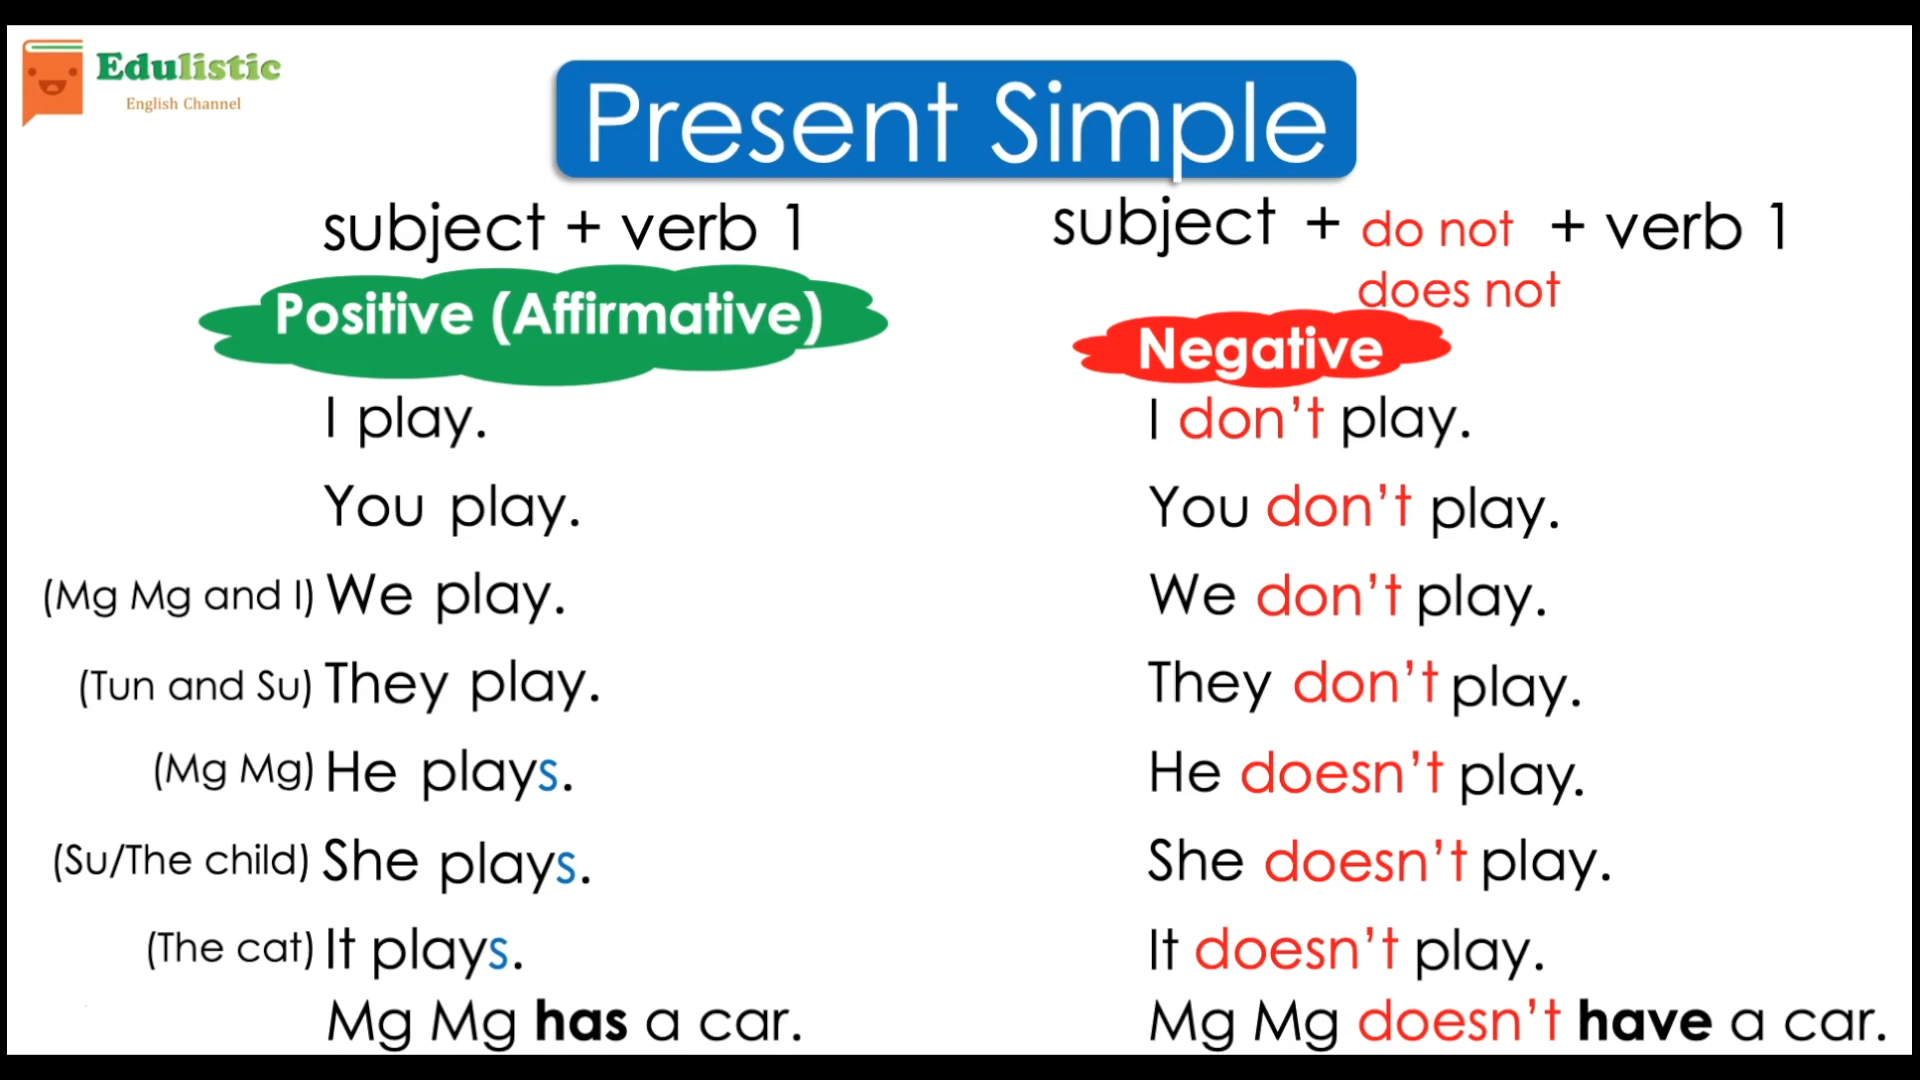 Edulistic
English Channel
Present Simple
subject + verb 1
Positive (Affirmative)
I play.
You play.
(Mg Mg and I) We play.
(Tun and Su) They play.
(Mg Mg) He plays.
(Su/The child) She plays.
(The cat) It plays.
Mg Mg has a car.
subject + do not + verb 1
does not
Negative
I don't play.
You don't play.
We don't play.
They don't play.
He doesn't play.
She doesn't play.
It doesn't play.
Mg Mg doesn't have a car.